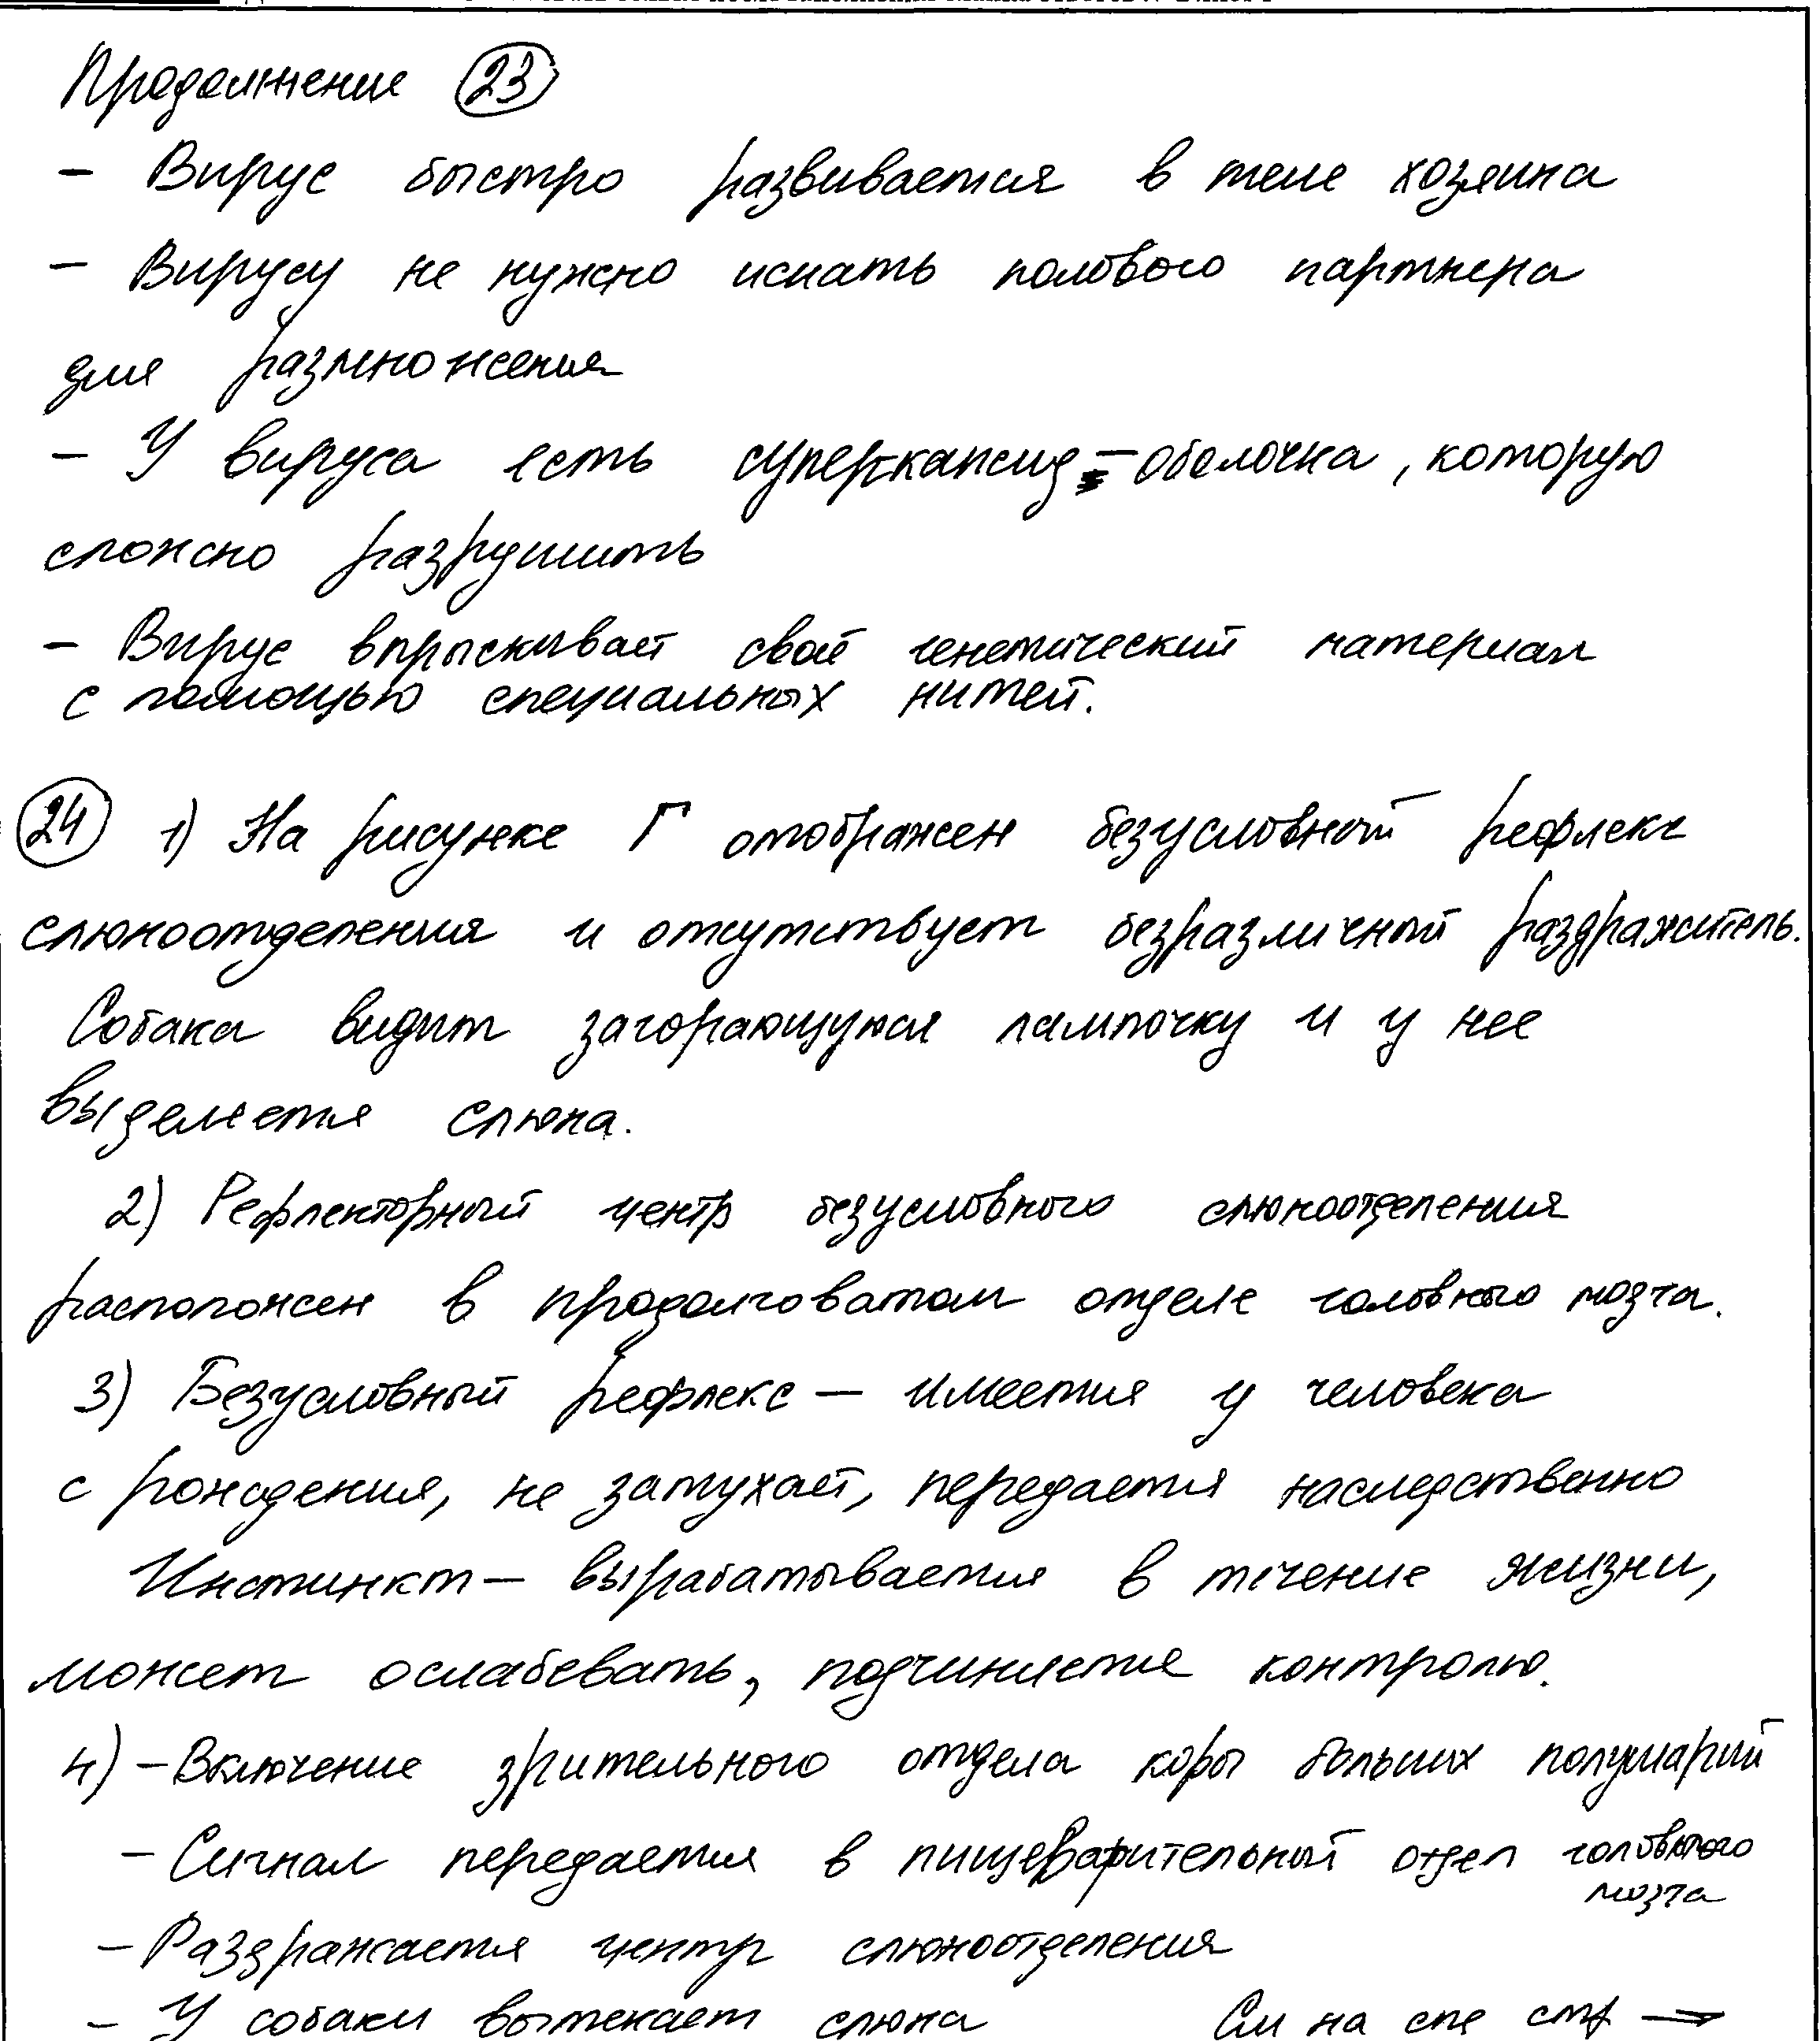 Продолжение 23
- Вирус быстро развивается в теле хозяина
- Вирусу не нужно искать полового партнера
для размножения
- У вируса есть суперкапсид - оболочка, которую
сложно разрушить
- Вирус впрыскивает свой генетический материал
с помощью специальных нитей.
24 1) На рисунке Г отображен безусловный рефлекс
слюноотделения и отсутствует безразличный раздражитель.
Собака видит загорающуюся лампочку и у нее
выделяется слюна.
2) Рефлекторный центр безусловного слюноотделения
расположен в продолговатом отделе головного мозга.
3) Безусловный рефлекс - имеется у человека
с рождения, не затухает, передается наследственно
Инстинкт - вырабатывается в течение жизни,
может ослабевать, подчиняется контролю.
4) - Включение зрительного отдела коры больших полушарий
- Сигнал передается в пищеварительный отдел головного
мозга
- Раздражается центр слюноотделения
- У собаки вытекает слюна См на сле стр →